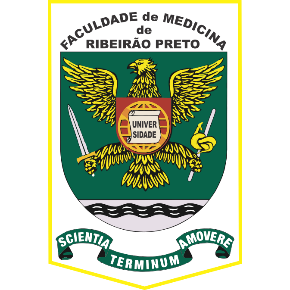 FACULDADE de MEDICINA
de
RIBEIRÃO PRETO
UNIVER
SIDADE
SCIENTIA
TERMINUM
AMOVERE